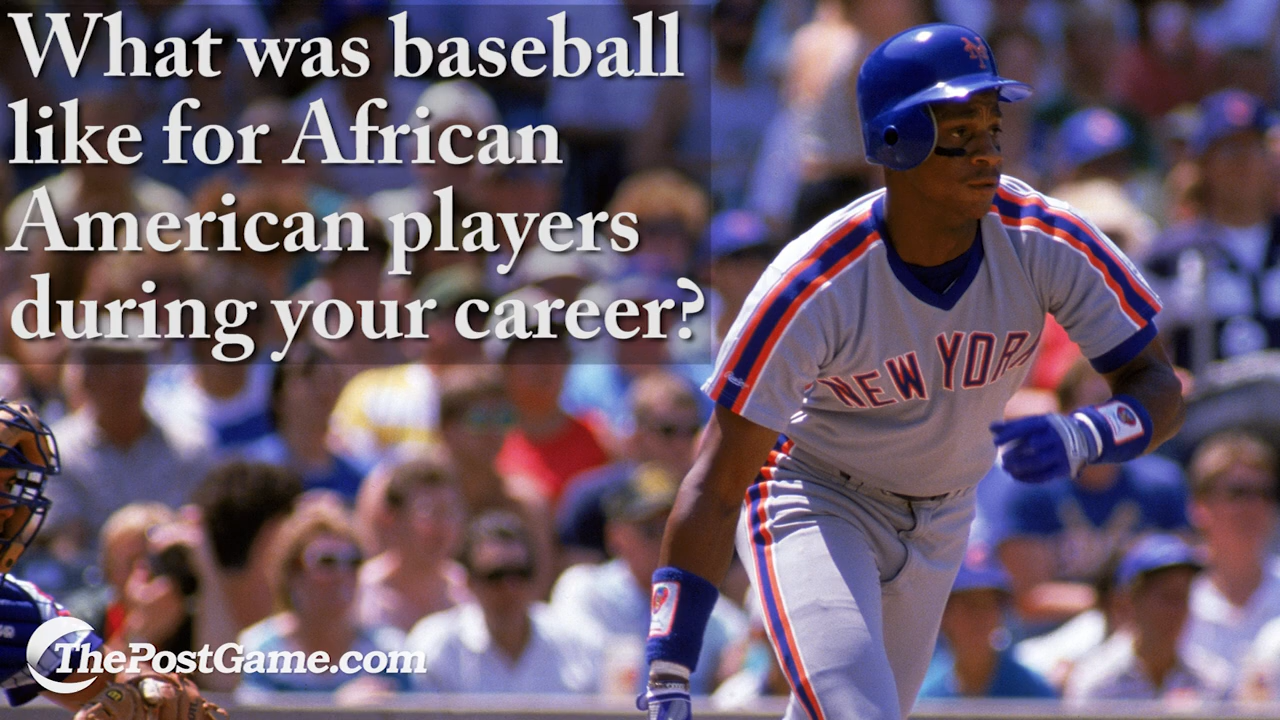 What was baseball
like for African
American players
during your career?
NEW YORK
ThePostGame.com